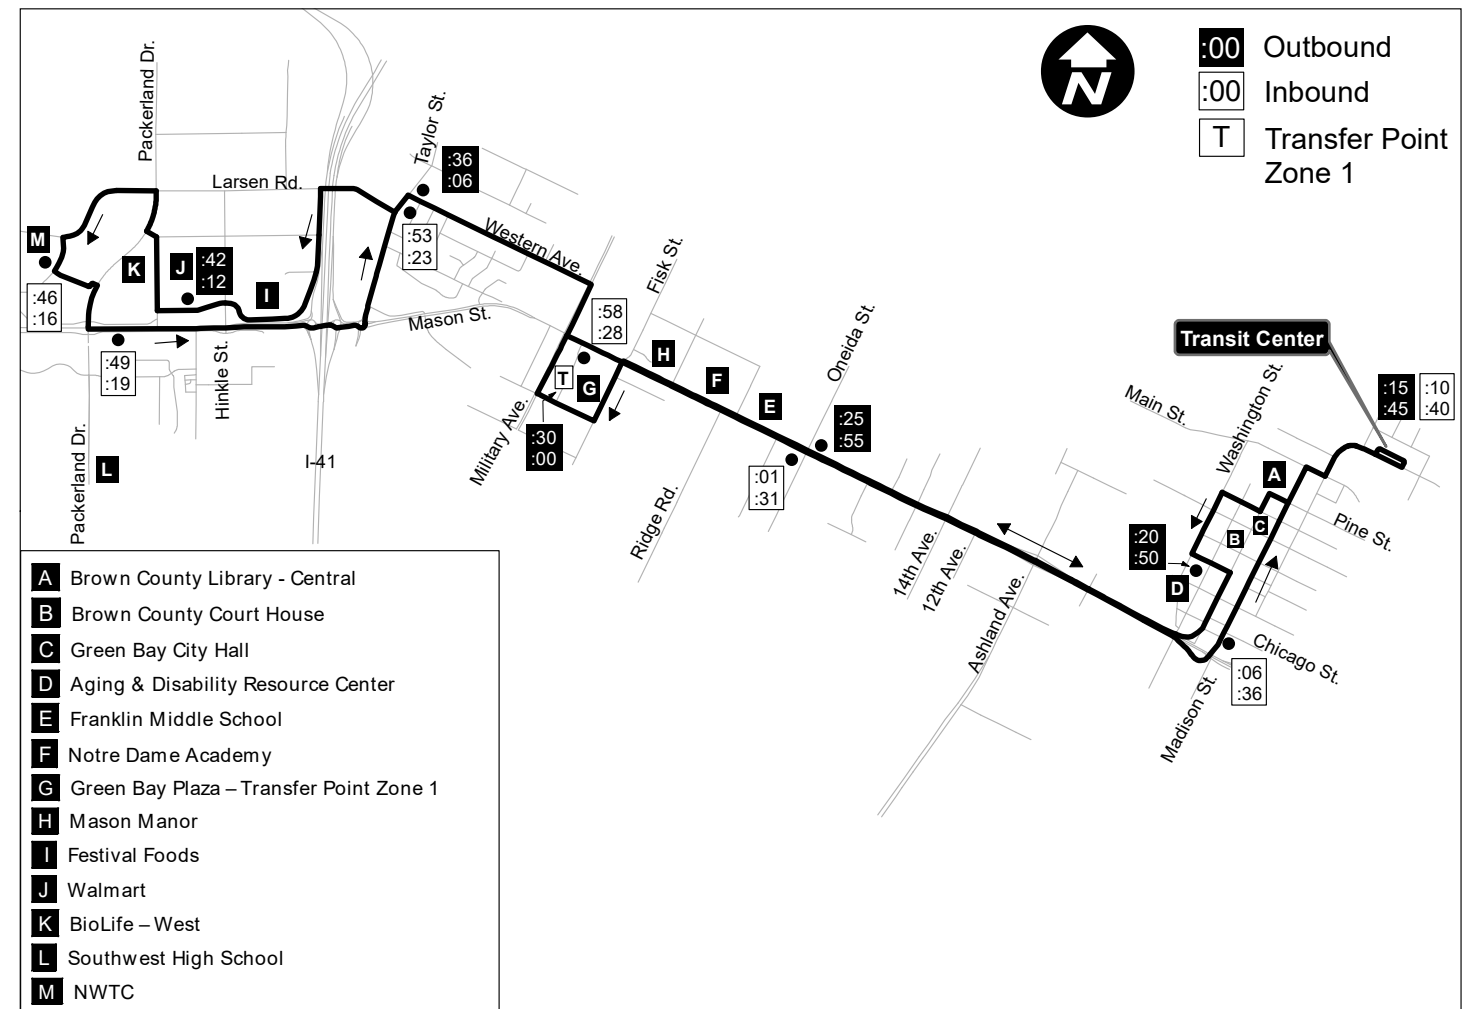 :00 Outbound
:00 Inbound
T Transfer Point
Zone 1
N
Packerland Dr.
Taylor St.
:36
:06
Larsen Rd.
:53
:23
Western Ave.
Fisk St.
M
K
J
:42
:12
I
:46
:16
:49
:19
Hinkle St.
Mason St.
:58
:28
H
F
E
Oneida St.
:25
:55
T
G
:30
:00
Military Ave.
:01
:31
Ridge Rd.
I-41
L
Packerland Dr.
Transit Center
:15
:45
:10
:40
Main St.
Washington St.
A
C
B
Pine St.
:20
:50
D
14th Ave.
12th Ave.
Ashland Ave.
Chicago St.
:06
:36
Madison St.
A Brown County Library - Central
B Brown County Court House
C Green Bay City Hall
D Aging & Disability Resource Center
E Franklin Middle School
F Notre Dame Academy
G Green Bay Plaza – Transfer Point Zone 1
H Mason Manor
I Festival Foods
J Walmart
K BioLife – West
L Southwest High School
M NWTC